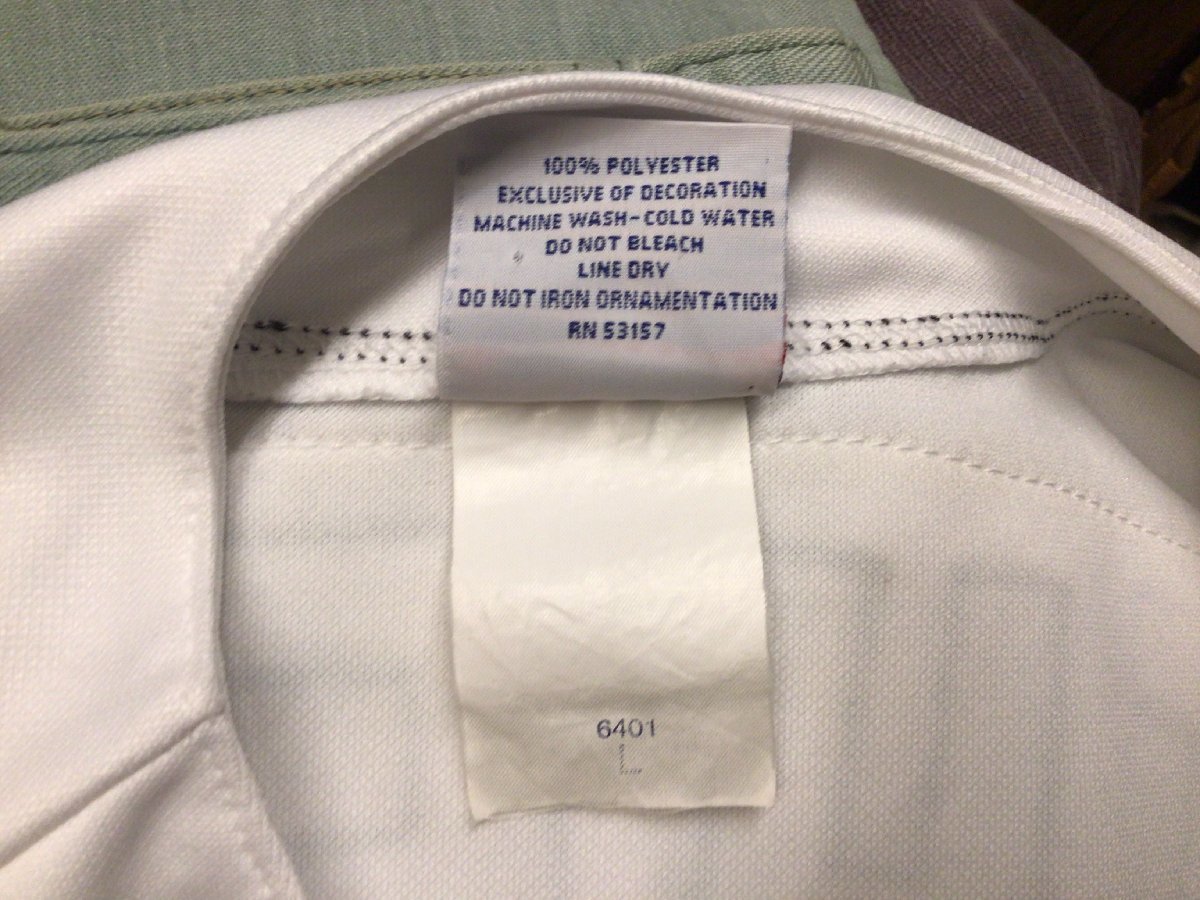 100% POLYESTER
EXCLUSIVE OF DECORATION
MACHINE WASH-COLD WATER
DO NOT BLEACH
LINE DRY
DO NOT IRON ORNAMENTATION
RN 53157
6401
L